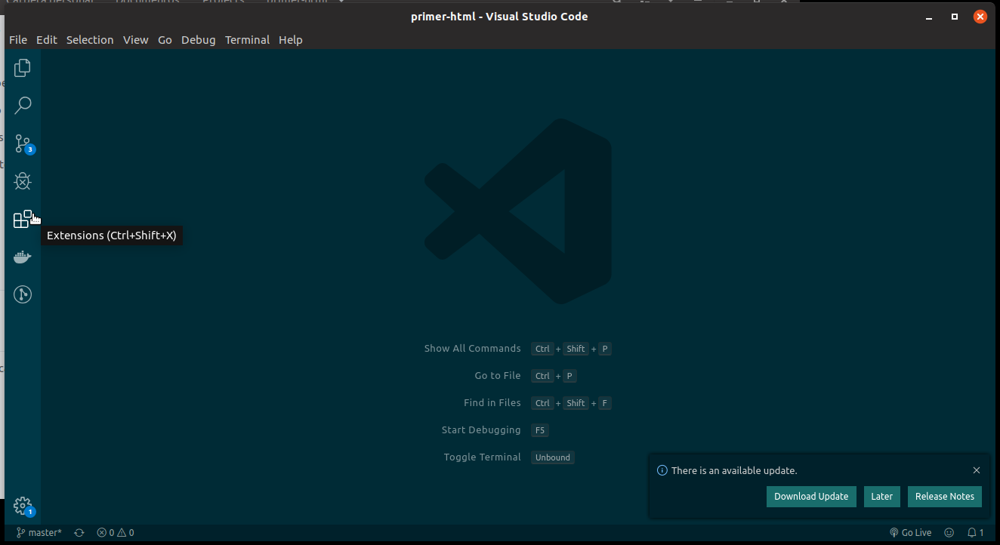 primer-html - Visual Studio Code
File Edit Selection View Go Debug Terminal Help
3
Extensions (Ctrl+Shift+X)
Show All Commands Ctrl + Shift + P
Go to File Ctrl + P
Find in Files Ctrl + Shift + F
Start Debugging F5
Toggle Terminal Unbound
There is an available update.
Download Update Later Release Notes
1
master* 0 0 Go Live 1